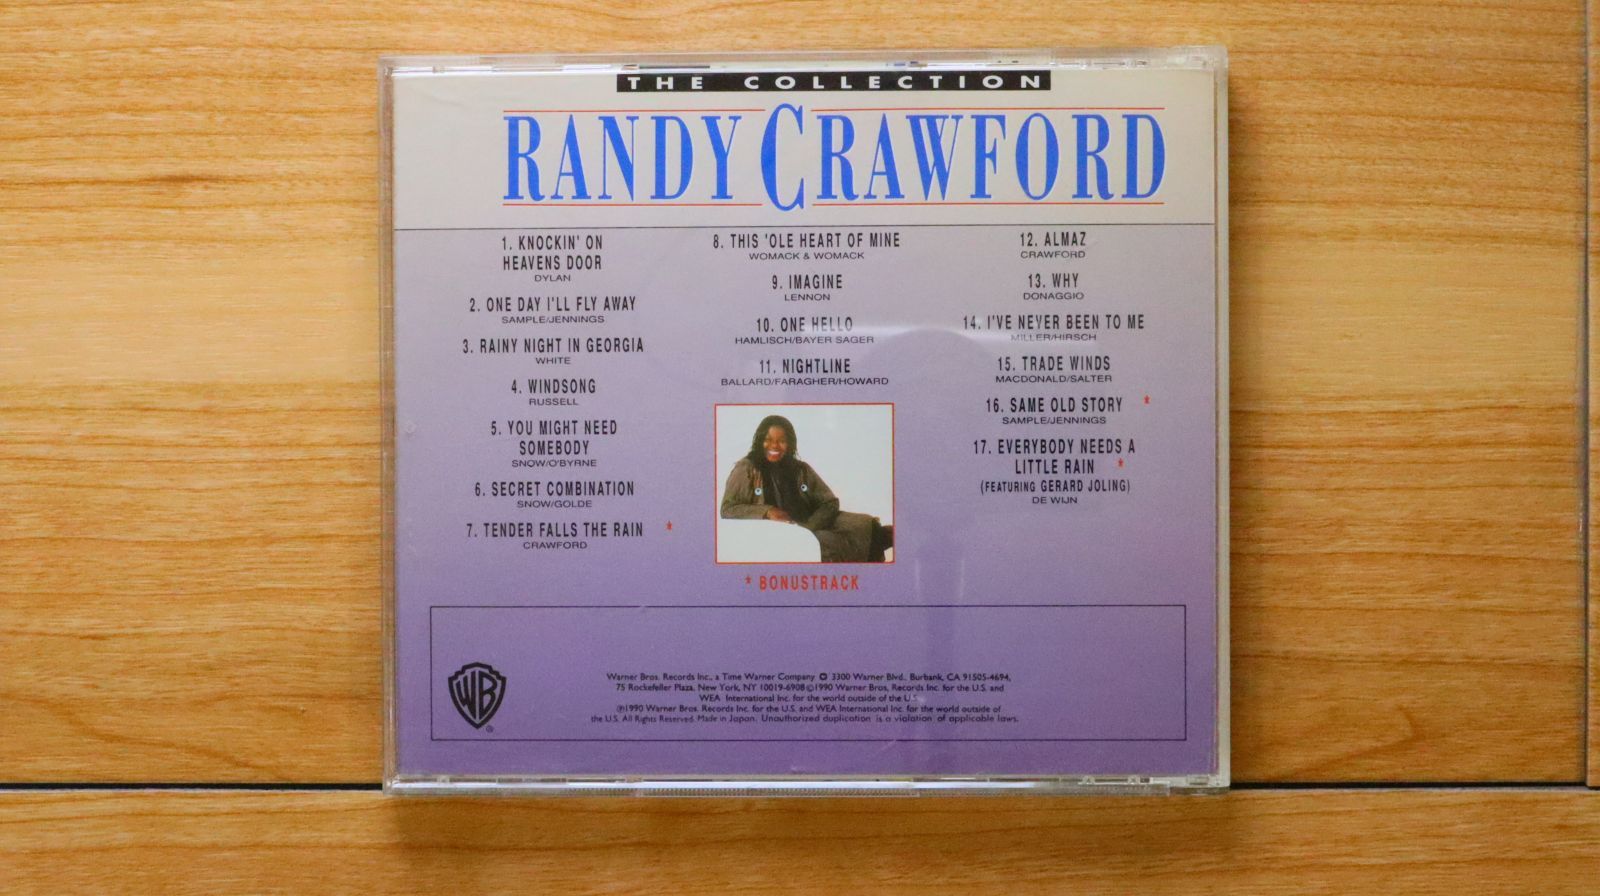 THE COLLECTION
RANDY CRAWFORD
1. KNOCKIN' ON
HEAVENS DOOR
DYLAN
2. ONE DAY I'LL FLY AWAY
SAMPLE/JENNINGS
3. RAINY NIGHT IN GEORGIA
WHITE
4. WINDSONG
RUSSELL
5. YOU MIGHT NEED
SOMEBODY
SNOW/O'BYRNE
6. SECRET COMBINATION
SNOW/GOLDE
7. TENDER FALLS THE RAIN *
CRAWFORD
8. THIS 'OLE HEART OF MINE
WOMACK & WOMACK
9. IMAGINE
LENNON
10. ONE HELLO
HAMLISCH/BAYER SAGER
11. NIGHTLINE
BALLARD/FARAGHER/HOWARD
* BONUSTRACK
12. ALMAZ
CRAWFORD
13. WHY
DONAGGIO
14. I'VE NEVER BEEN TO ME
MILLER/HIRSCH
15. TRADE WINDS
MACDONALD/SALTER
16. SAME OLD STORY *
SAMPLE/JENNINGS
17. EVERYBODY NEEDS A
LITTLE RAIN *
(FEATURING GERARD JOLING)
DE WIJN
WB
®
Warner Bros. Records Inc., a Time Warner Company 3300 Warner Blvd., Burbank, CA 91505-4694,
75 Rockefeller Plaza, New York, NY 10019-6908 ©1990 Warner Bros. Records Inc. for the U.S. and
WEA International Inc. for the world outside of the U.S.
℗1990 Warner Bros. Records Inc. for the U.S. and WEA International Inc. for the world outside of
the U.S. All Rights Reserved. Made in Japan. Unauthorized duplication is a violation of applicable laws.